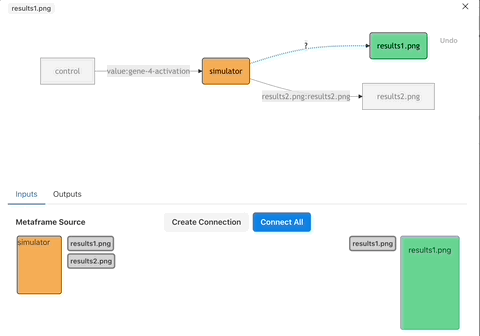 results1.png
?
results1.png
Undo
control
value:gene-4-activation
simulator
results2.png:results2.png
results2.png
Inputs
Outputs
Metaframe Source
Create Connection
Connect All
simulator
results1.png
results2.png
results1.png
results1.png